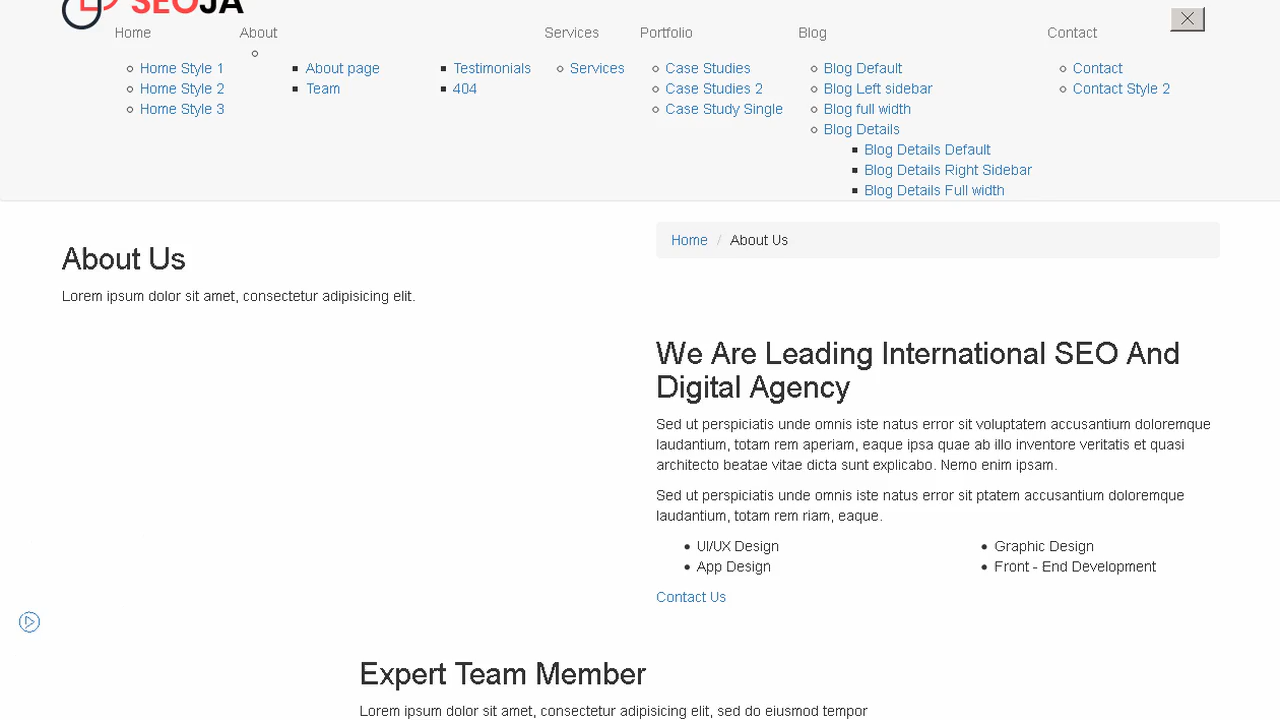 SEOJA
Home
About
Services
Portfolio
Blog
Contact
Home Style 1
Home Style 2
Home Style 3
About page
Team
Testimonials
404
Services
Case Studies
Case Studies 2
Case Study Single
Blog Default
Blog Left sidebar
Blog full width
Blog Details
Blog Details Default
Blog Details Right Sidebar
Blog Details Full width
Contact
Contact Style 2
About Us
Lorem ipsum dolor sit amet, consectetur adipisicing elit.
Home / About Us
We Are Leading International SEO And
Digital Agency
Sed ut perspiciatis unde omnis iste natus error sit voluptatem accusantium doloremque
laudantium, totam rem aperiam, eaque ipsa quae ab illo inventore veritatis et quasi
architecto beatae vitae dicta sunt explicabo. Nemo enim ipsam.
Sed ut perspiciatis unde omnis iste natus error sit ptatem accusantium doloremque
laudantium, totam rem riam, eaque.
UI/UX Design
App Design
Graphic Design
Front - End Development
Contact Us
Expert Team Member
Lorem ipsum dolor sit amet, consectetur adipisicing elit, sed do eiusmod tempor